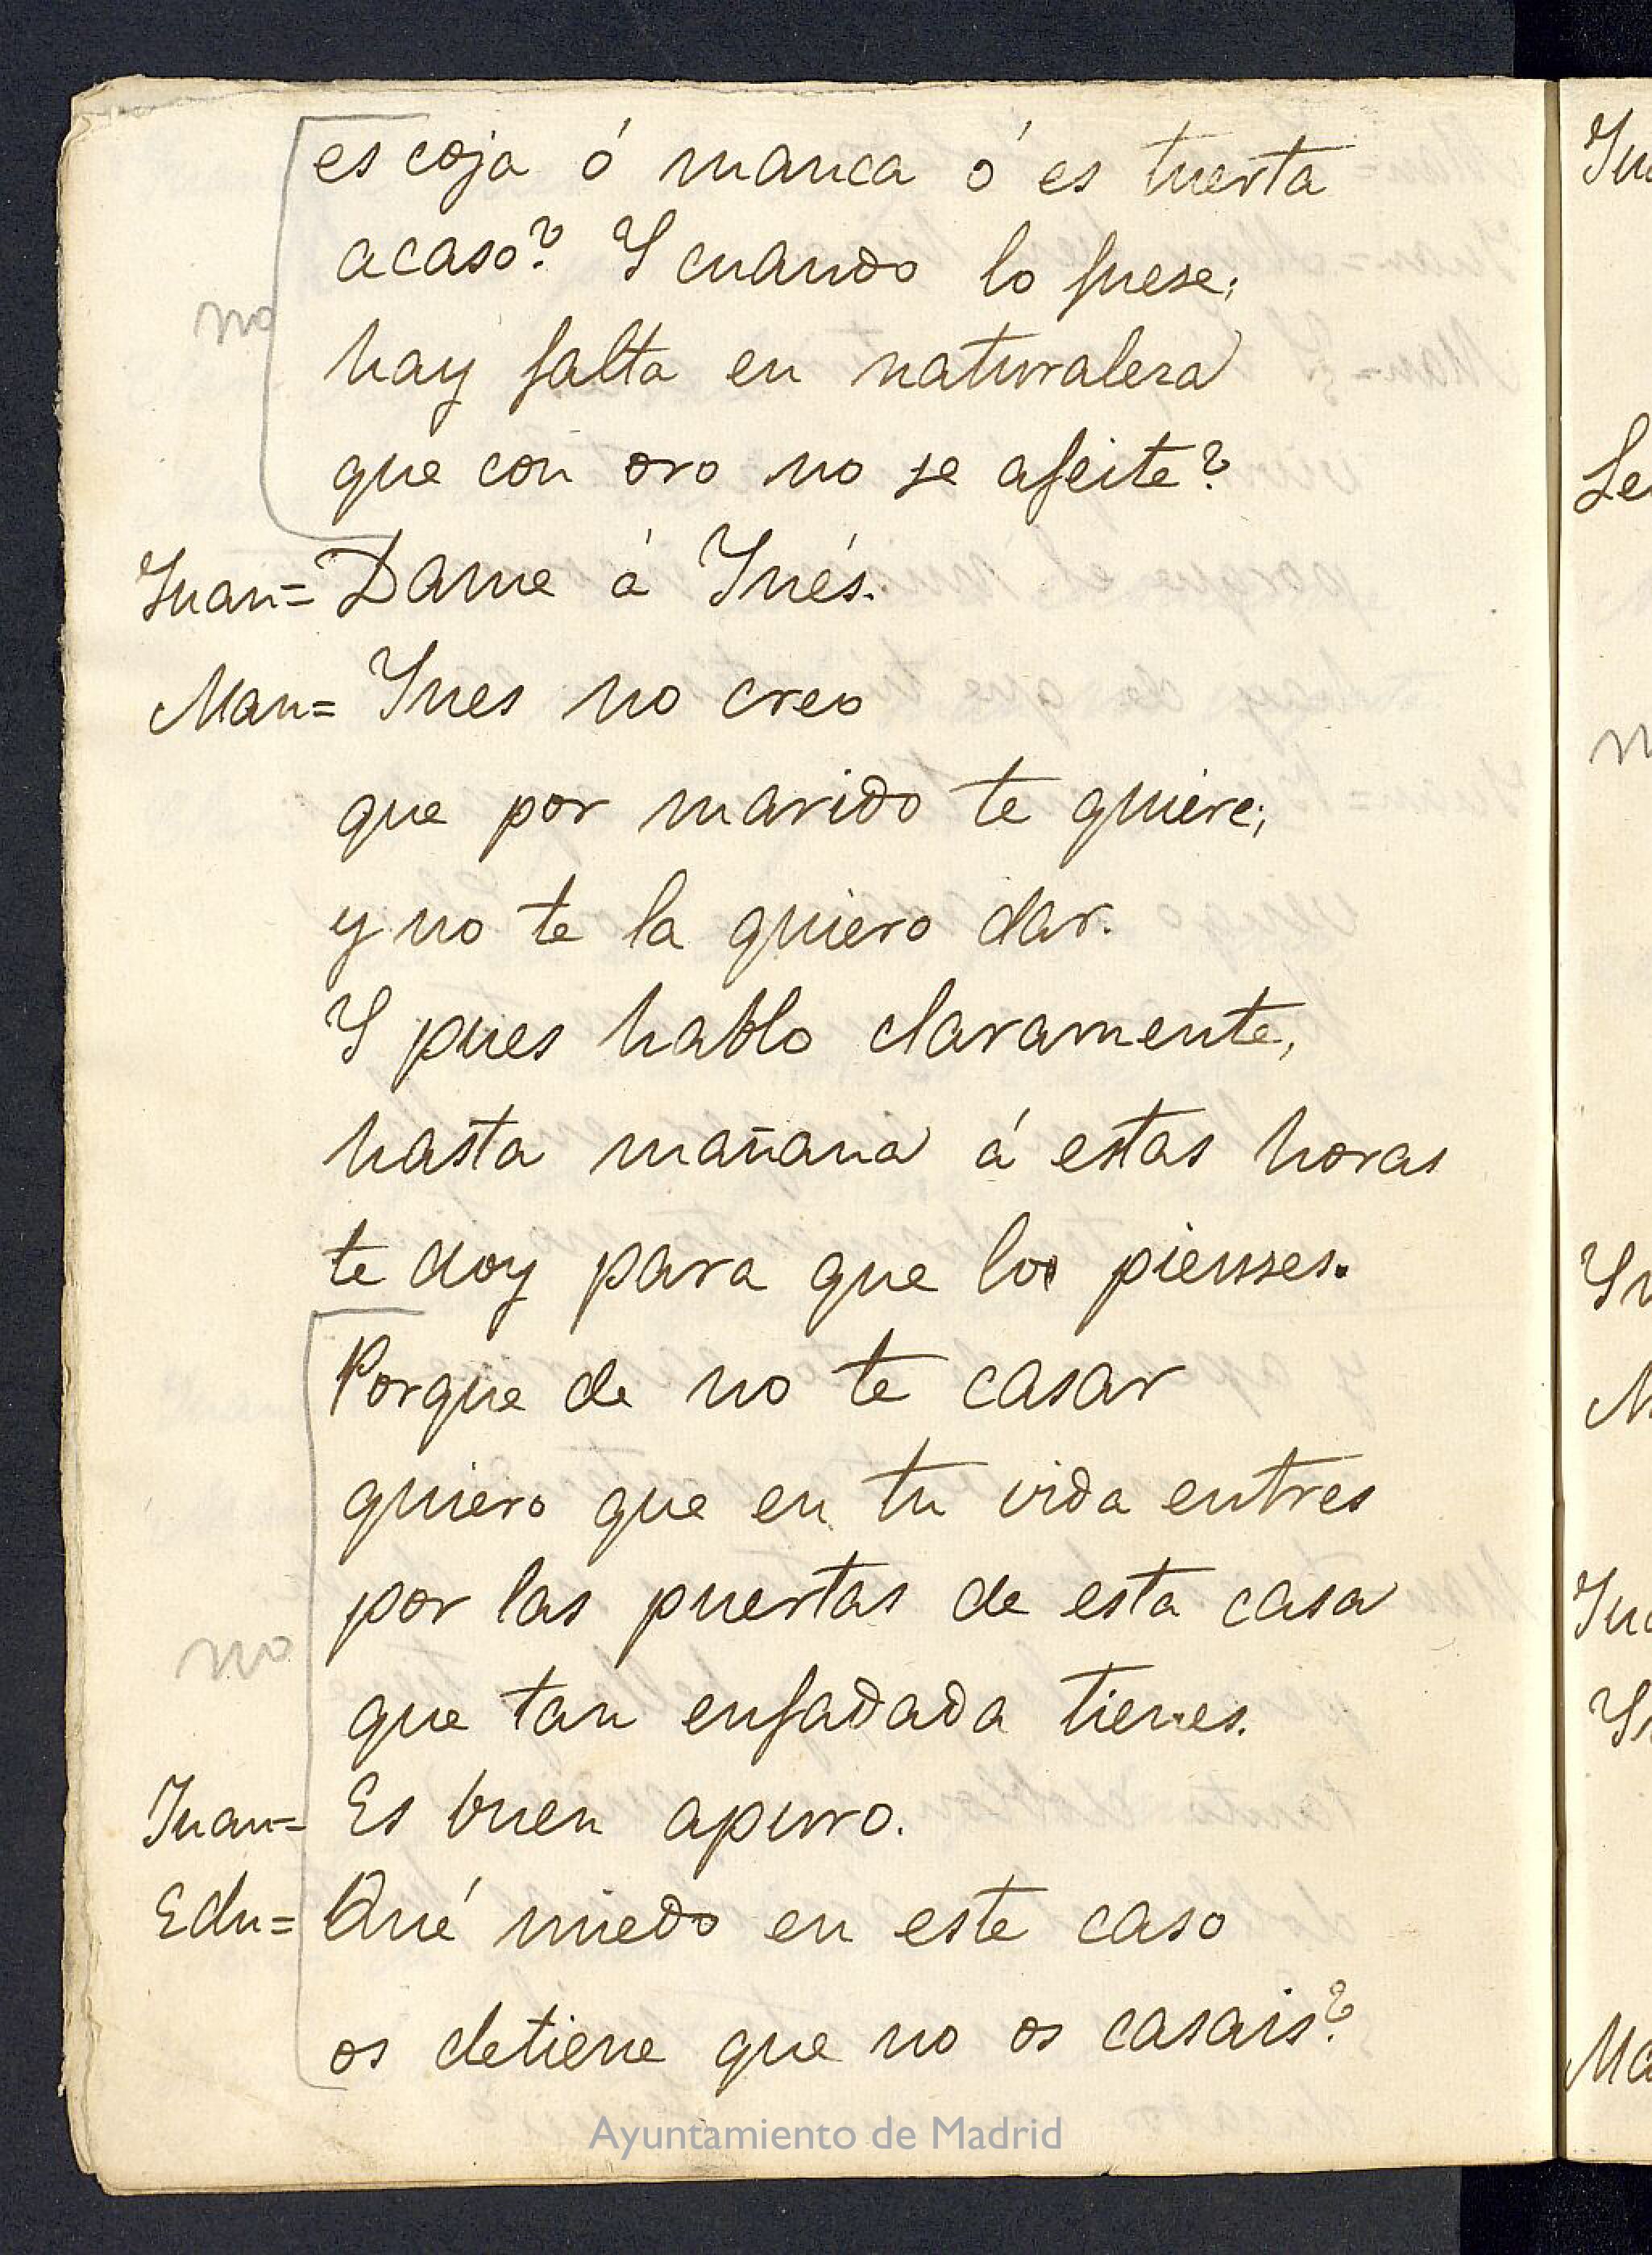 es coja ó manca ó es tuerta
acaso? Y cuando lo fuese;
no
hay falta en naturaleza
que con oro no se afeite?
Juan= Dame á Inés.
Man= Ines no creo
que por marido te quiere;
y no te la quiero dar.
Y pues hablo claramente,
hasta mañana á estas horas
te doy para que los pienses.
Porque de no te casar
quiero que en tu vida entres
por las puertas de esta casa
no
que tan enfadada tienes.
Juan= Es buen apuro.
Edu= Qué miedo en este caso
os detiene que no os casais?
Ayuntamiento de Madrid